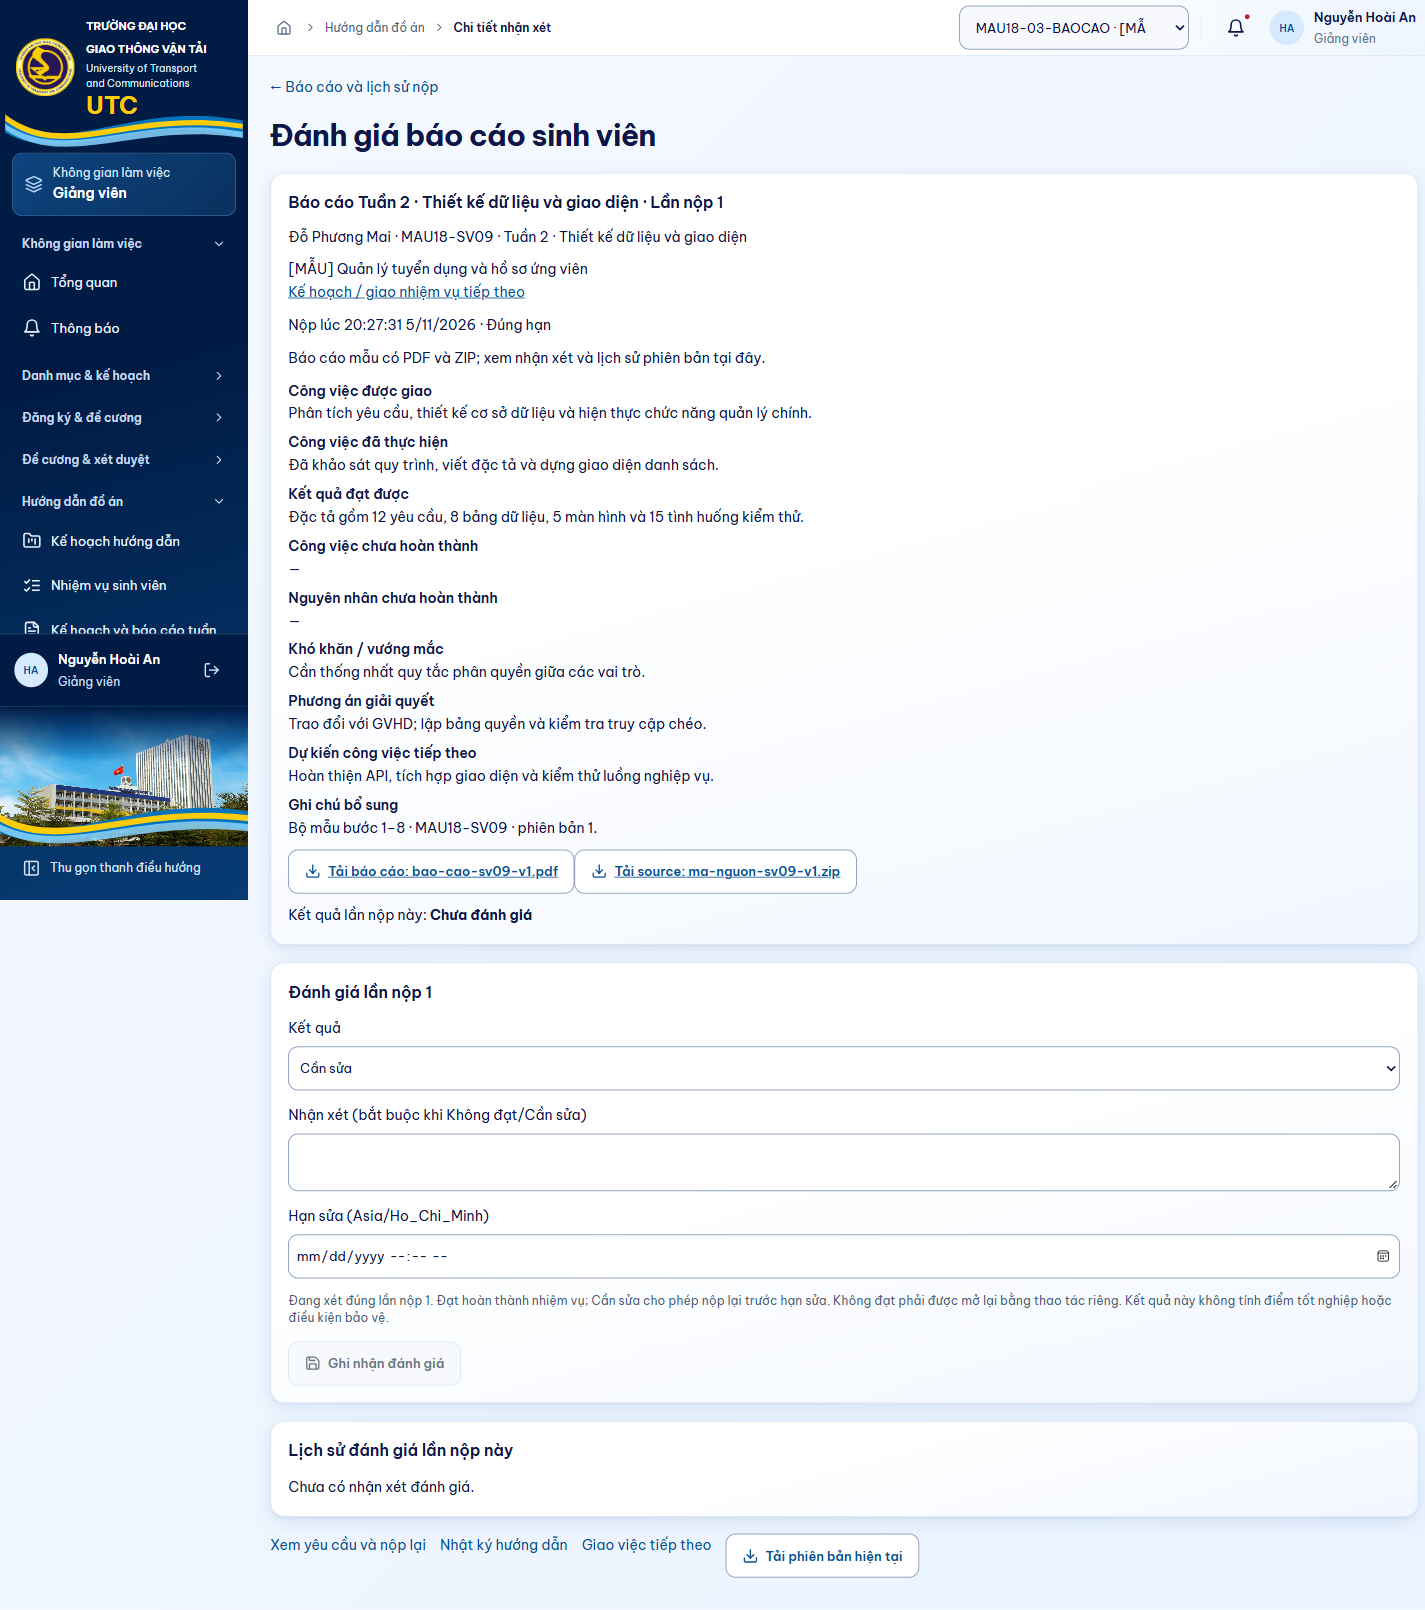 TRƯỜNG ĐẠI HỌC
GIAO THÔNG VẬN TẢI
University of Transport
and Communications
UTC
Không gian làm việc
Giảng viên
Không gian làm việc
Tổng quan
Thông báo
Danh mục & kế hoạch
Đăng ký & đề cương
Đề cương & xét duyệt
Hướng dẫn đồ án
Kế hoạch hướng dẫn
Nhiệm vụ sinh viên
Kế hoạch và báo cáo tuần
HA
Nguyễn Hoài An
Giảng viên
Thu gọn thanh điều hướng
Hướng dẫn đồ án
Chi tiết nhận xét
MAU18-03-BAOCAO · [MẪ
HA
Nguyễn Hoài An
Giảng viên
← Báo cáo và lịch sử nộp
Đánh giá báo cáo sinh viên
Báo cáo Tuần 2 · Thiết kế dữ liệu và giao diện · Lần nộp 1
Đỗ Phương Mai · MAU18-SV09 · Tuần 2 · Thiết kế dữ liệu và giao diện
[MẪU] Quản lý tuyển dụng và hồ sơ ứng viên
Kế hoạch / giao nhiệm vụ tiếp theo
Nộp lúc 20:27:31 5/11/2026 · Đúng hạn
Báo cáo mẫu có PDF và ZIP; xem nhận xét và lịch sử phiên bản tại đây.
Công việc được giao
Phân tích yêu cầu, thiết kế cơ sở dữ liệu và hiện thực chức năng quản lý chính.
Công việc đã thực hiện
Đã khảo sát quy trình, viết đặc tả và dựng giao diện danh sách.
Kết quả đạt được
Đặc tả gồm 12 yêu cầu, 8 bảng dữ liệu, 5 màn hình và 15 tình huống kiểm thử.
Công việc chưa hoàn thành
—
Nguyên nhân chưa hoàn thành
—
Khó khăn / vướng mắc
Cần thống nhất quy tắc phân quyền giữa các vai trò.
Phương án giải quyết
Trao đổi với GVHD; lập bảng quyền và kiểm tra truy cập chéo.
Dự kiến công việc tiếp theo
Hoàn thiện API, tích hợp giao diện và kiểm thử luồng nghiệp vụ.
Ghi chú bổ sung
Bộ mẫu bước 1–8 · MAU18-SV09 · phiên bản 1.
Tải báo cáo: bao-cao-sv09-v1.pdf
Tải source: ma-nguon-sv09-v1.zip
Kết quả lần nộp này: Chưa đánh giá
Đánh giá lần nộp 1
Kết quả
Cần sửa
Nhận xét (bắt buộc khi Không đạt/Cần sửa)
Hạn sửa (Asia/Ho_Chi_Minh)
mm/dd/yyyy --:-- --
Đang xét đúng lần nộp 1. Đạt hoàn thành nhiệm vụ; Cần sửa cho phép nộp lại trước hạn sửa. Không đạt phải được mở lại bằng thao tác riêng. Kết quả này không tính điểm tốt nghiệp hoặc
điều kiện bảo vệ.
Ghi nhận đánh giá
Lịch sử đánh giá lần nộp này
Chưa có nhận xét đánh giá.
Xem yêu cầu và nộp lại
Nhật ký hướng dẫn
Giao việc tiếp theo
Tải phiên bản hiện tại